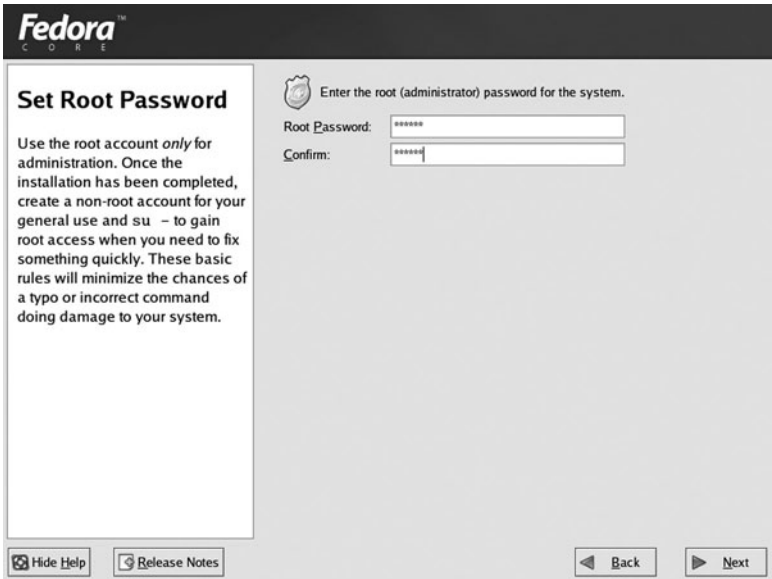 Fedora™
CORE
Set Root Password
Use the root account only for
administration. Once the
installation has been completed,
create a non-root account for your
general use and su – to gain
root access when you need to fix
something quickly. These basic
rules will minimize the chances of
a typo or incorrect command
doing damage to your system.
Enter the root (administrator) password for the system.
Root Password: ******
Confirm: ******
Hide Help
Release Notes
Back
Next